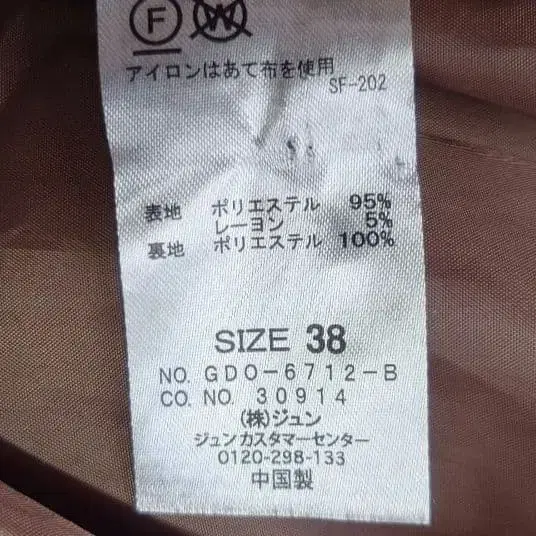 F W
アイロンはあて布を使用
SF-202
表地 ポリエステル 95%
レーヨン 5%
裏地 ポリエステル 100%
SIZE 38
NO. GDO-6712-B
CO. NO. 30914
(株)ジュン
ジュンカスタマーセンター
0120-298-133
中国製